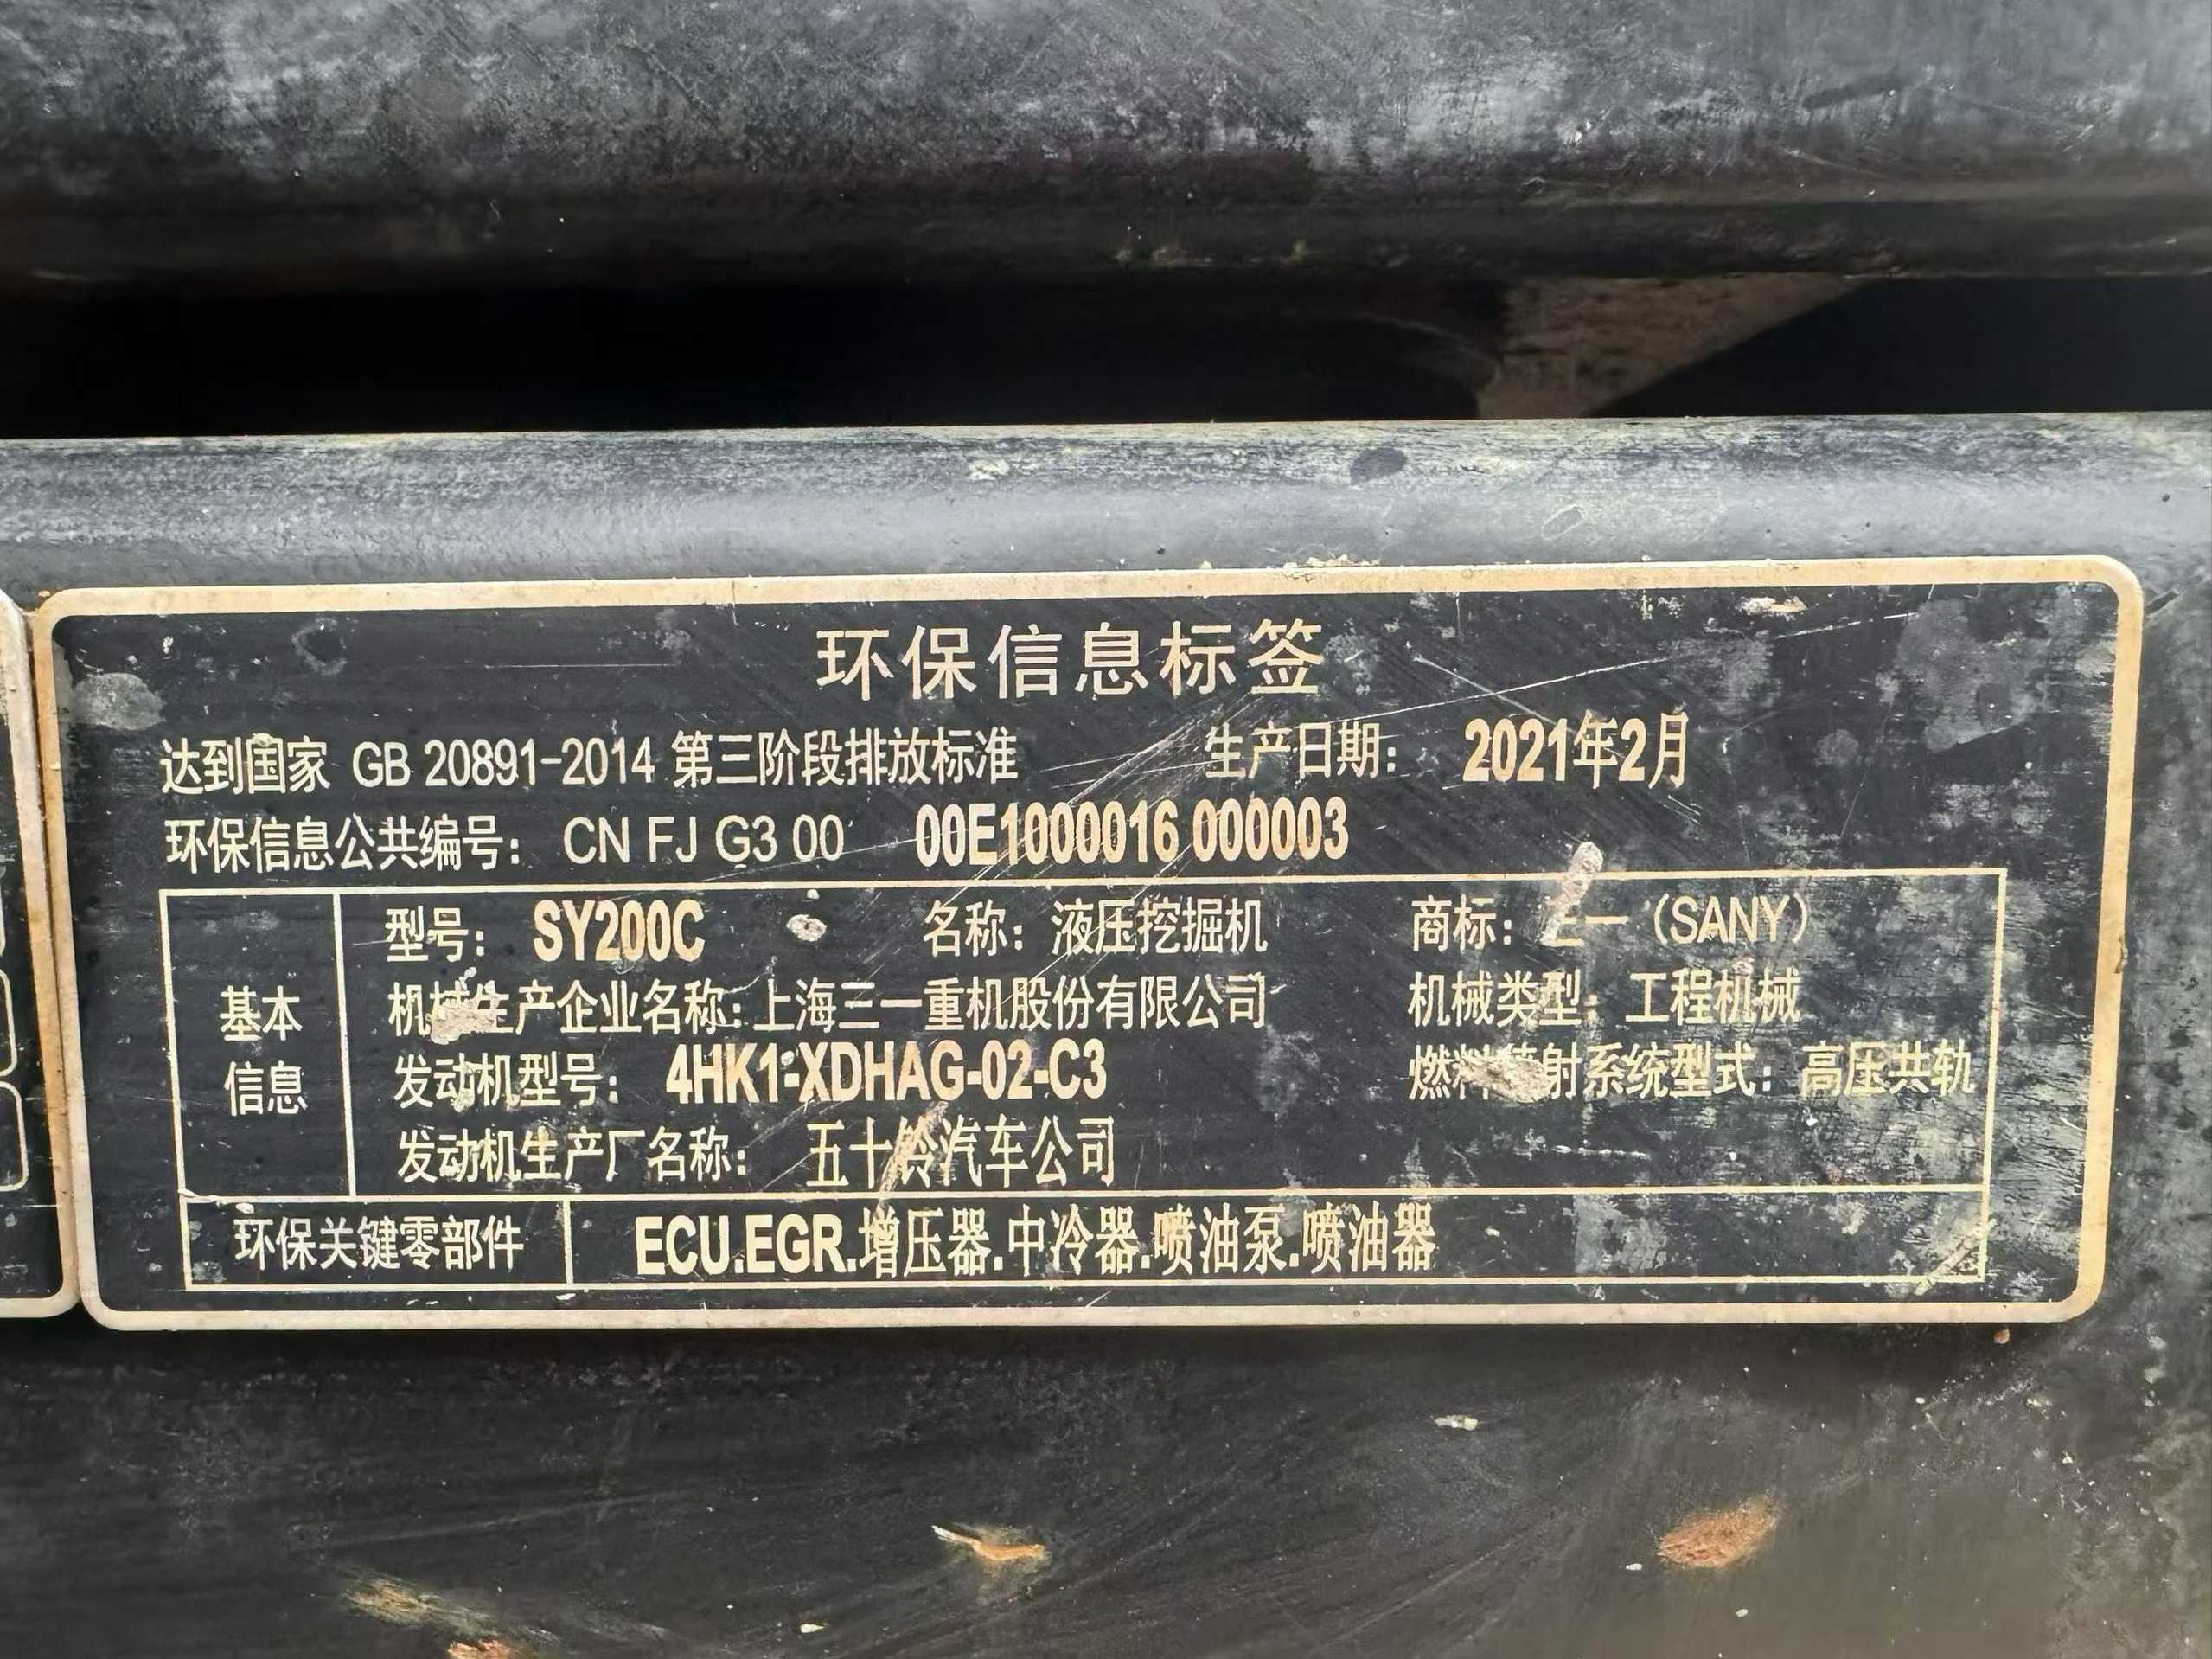 环保信息标签
达到国家 GB 20891-2014 第三阶段排放标准 生产日期： 2021年2月
环保信息公共编号： CN FJ G3 00 00E1000016 000003
基本信息
型号： SY200C 名称：液压挖掘机 商标：三一（SANY）
机械生产企业名称：上海三一重机股份有限公司 机械类型：工程机械
发动机型号： 4HK1-XDHAG-02-C3 燃料喷射系统型式：高压共轨
发动机生产厂名称： 五十铃汽车公司
环保关键零部件 ECU.EGR.增压器.中冷器.喷油泵.喷油器